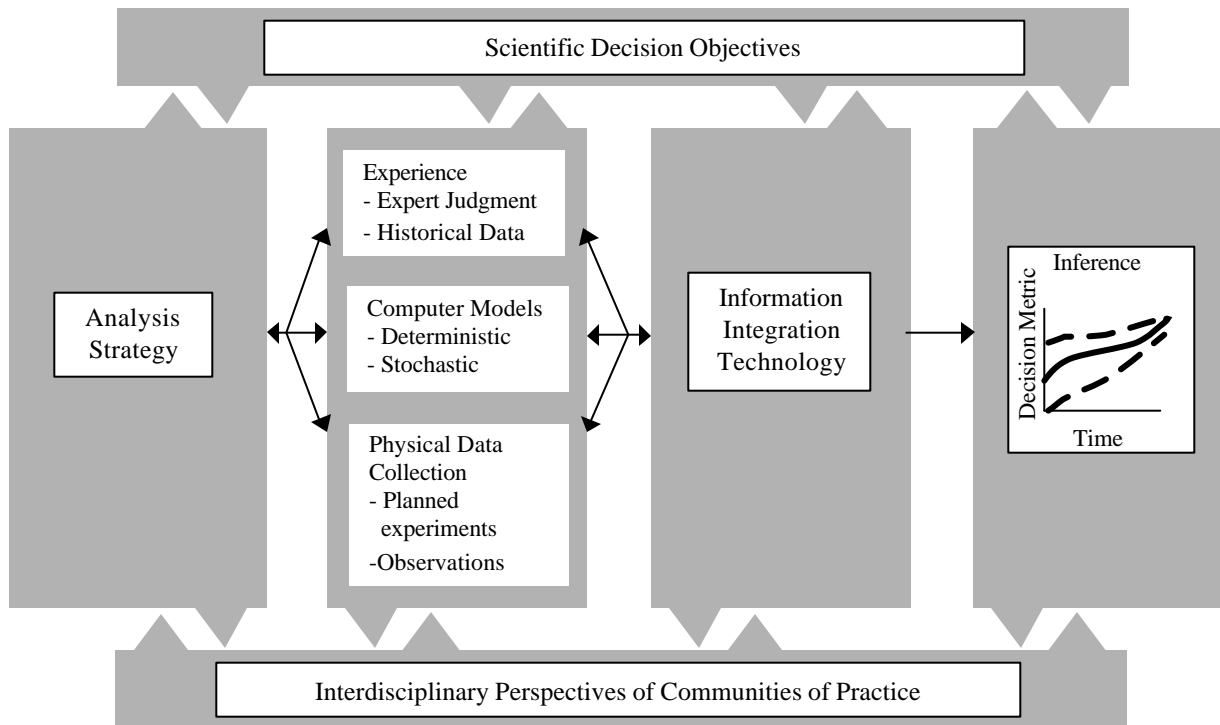 Scientific Decision Objectives
Analysis
Strategy
Experience
- Expert Judgment
- Historical Data
Computer Models
- Deterministic
- Stochastic
Physical Data
Collection
- Planned
experiments
-Observations
Information
Integration
Technology
Inference
Decision Metric
Time
Interdisciplinary Perspectives of Communities of Practice